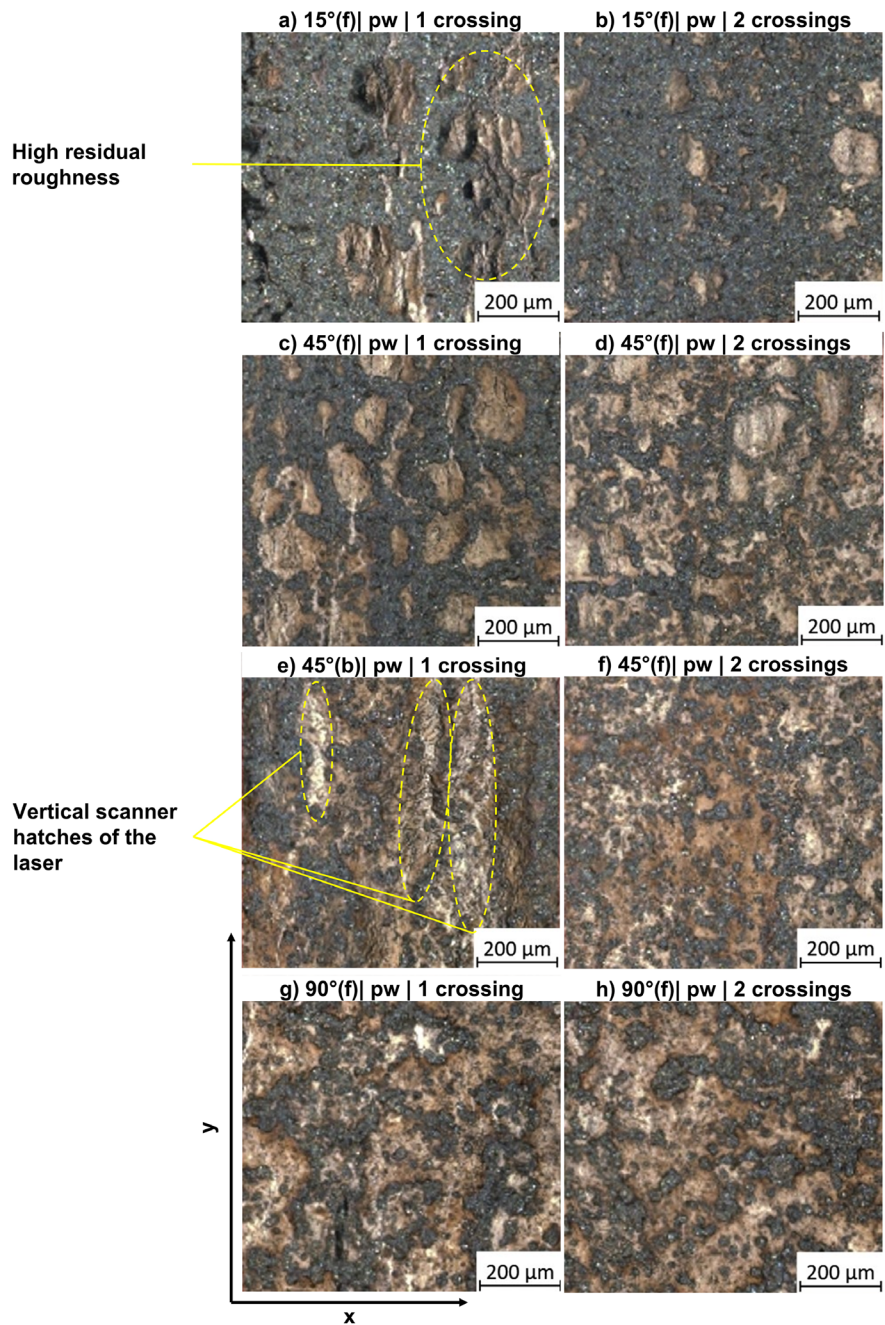 a) 15°(f)| pw | 1 crossing
b) 15°(f)| pw | 2 crossings
High residual
roughness
200 µm
200 µm
c) 45°(f)| pw | 1 crossing
d) 45°(f)| pw | 2 crossings
200 µm
200 µm
e) 45°(b)| pw | 1 crossing
f) 45°(f)| pw | 2 crossings
Vertical scanner
hatches of the
laser
200 µm
200 µm
g) 90°(f)| pw | 1 crossing
h) 90°(f)| pw | 2 crossings
y
200 µm
200 µm
x